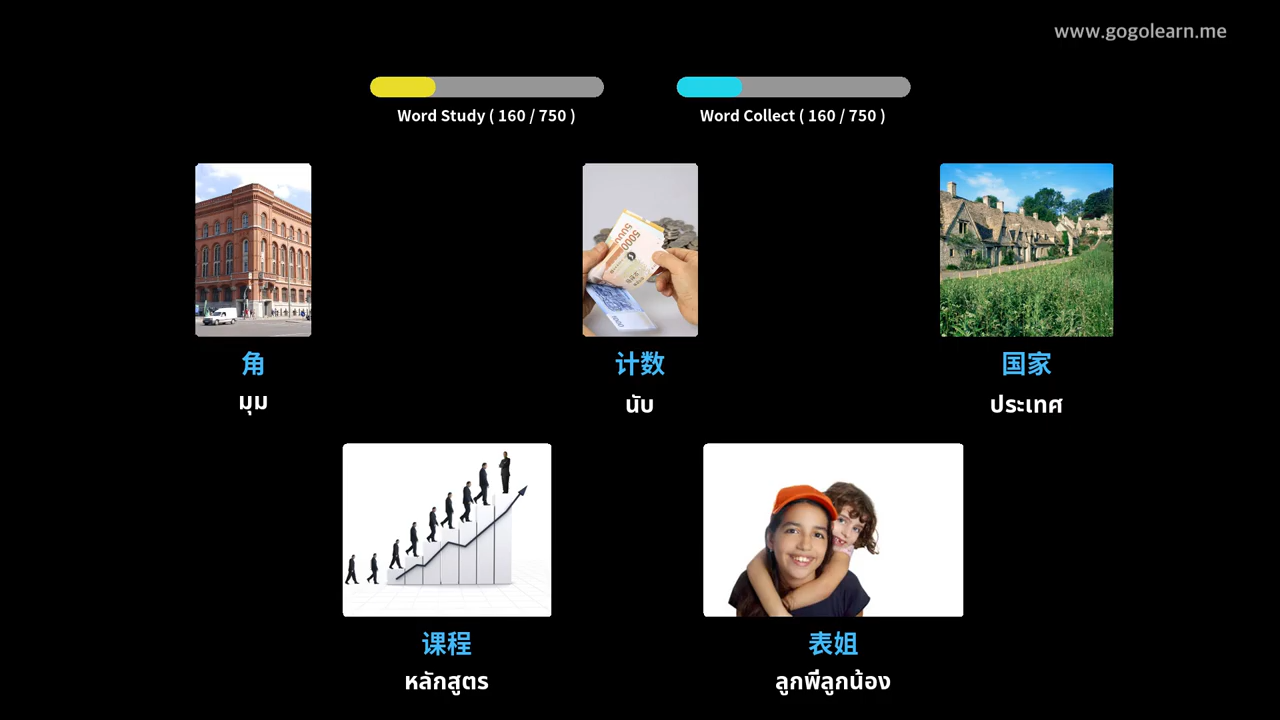 www.gogolearn.me
Word Study ( 160 / 750 )
Word Collect ( 160 / 750 )
角
มุม
计数
นับ
国家
ประเทศ
课程
หลักสูตร
表姐
ลูกพี่ลูกน้อง